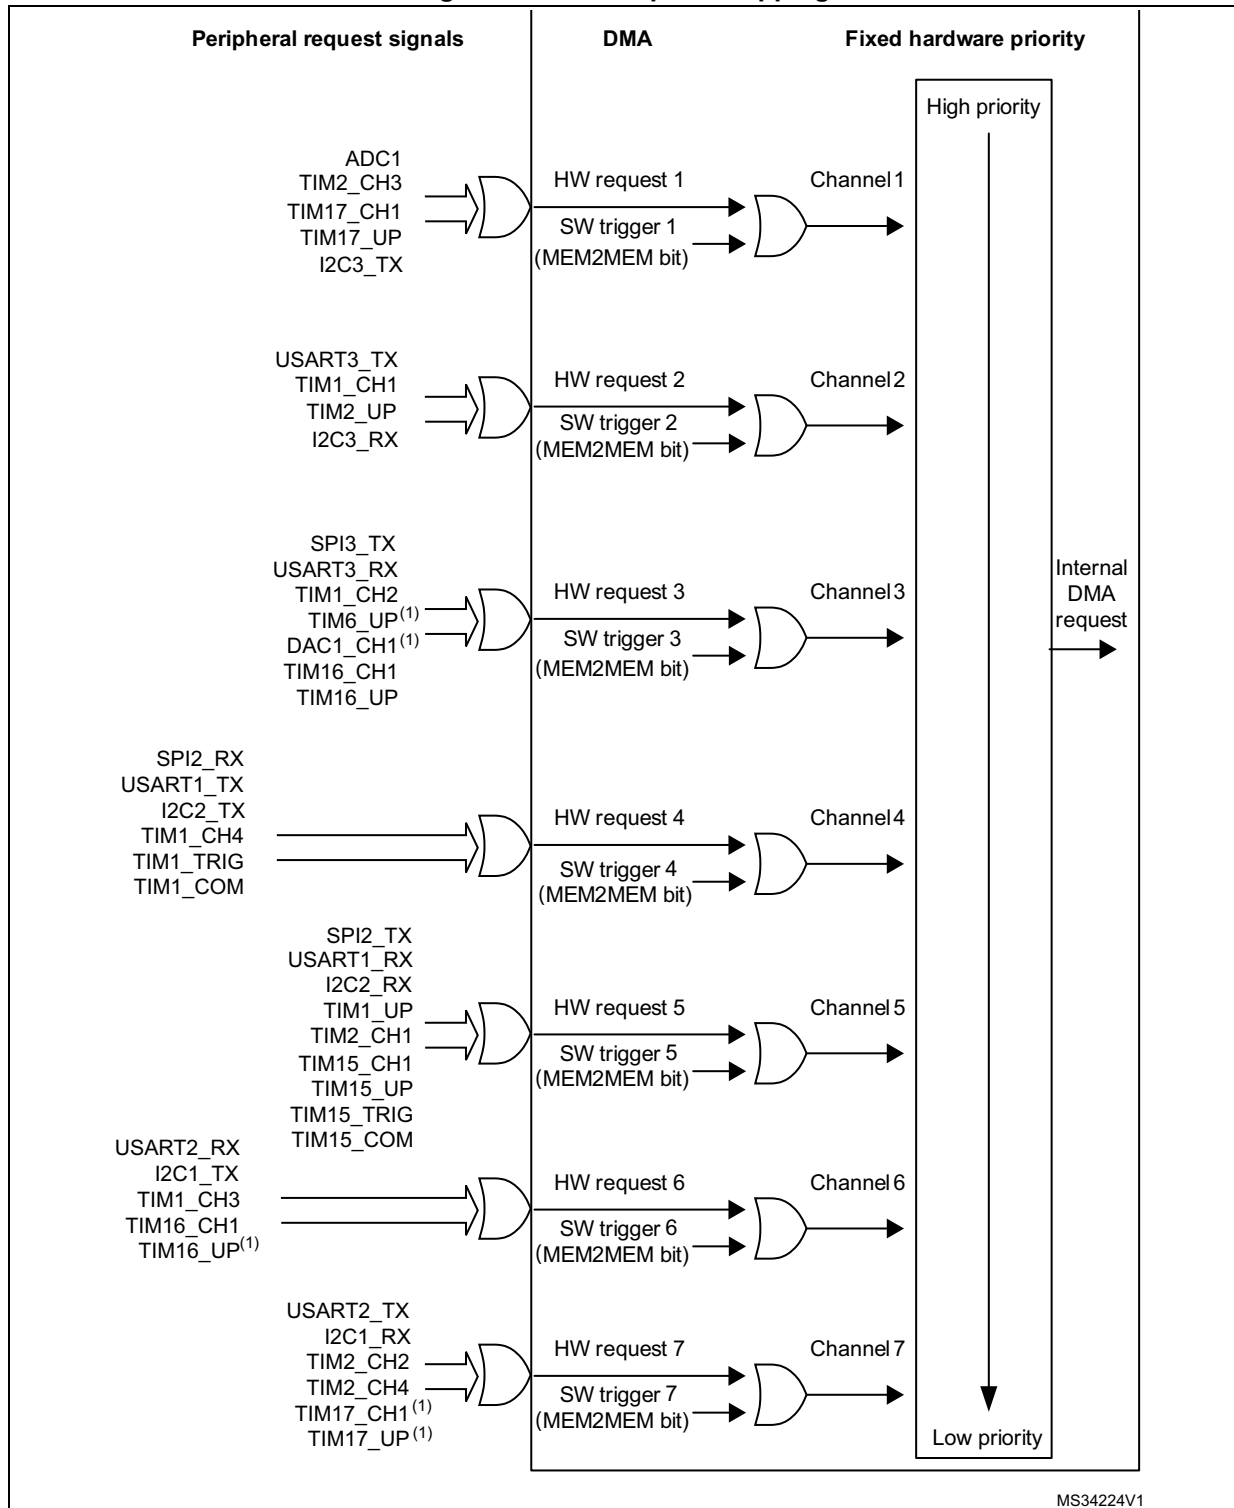 Peripheral request signals DMA Fixed hardware priority
High priority
ADC1
TIM2_CH3
TIM17_CH1
TIM17_UP
I2C3_TX
HW request 1
SW trigger 1
(MEM2MEM bit)
Channel 1
USART3_TX
TIM1_CH1
TIM2_UP
I2C3_RX
HW request 2
SW trigger 2
(MEM2MEM bit)
Channel 2
SPI3_TX
USART3_RX
TIM1_CH2
TIM6_UP(1)
DAC1_CH1(1)
TIM16_CH1
TIM16_UP
HW request 3
SW trigger 3
(MEM2MEM bit)
Channel 3
Internal
DMA
request
SPI2_RX
USART1_TX
I2C2_TX
TIM1_CH4
TIM1_TRIG
TIM1_COM
HW request 4
SW trigger 4
(MEM2MEM bit)
Channel 4
SPI2_TX
USART1_RX
I2C2_RX
TIM1_UP
TIM2_CH1
TIM15_CH1
TIM15_UP
TIM15_TRIG
TIM15_COM
HW request 5
SW trigger 5
(MEM2MEM bit)
Channel 5
USART2_RX
I2C1_TX
TIM1_CH3
TIM16_CH1
TIM16_UP(1)
HW request 6
SW trigger 6
(MEM2MEM bit)
Channel 6
USART2_TX
I2C1_RX
TIM2_CH2
TIM2_CH4
TIM17_CH1(1)
TIM17_UP(1)
HW request 7
SW trigger 7
(MEM2MEM bit)
Channel 7
Low priority
MS34224V1